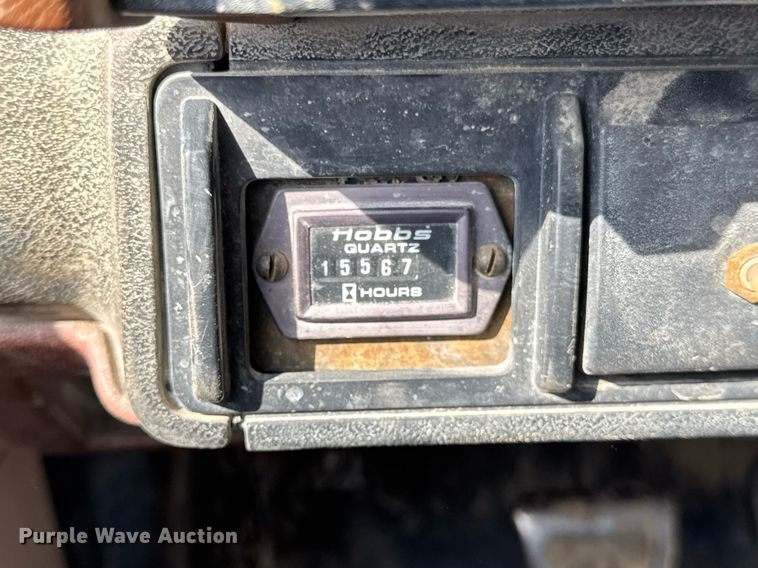 Hobbs
QUARTZ
15567
HOURS
Purple Wave Auction